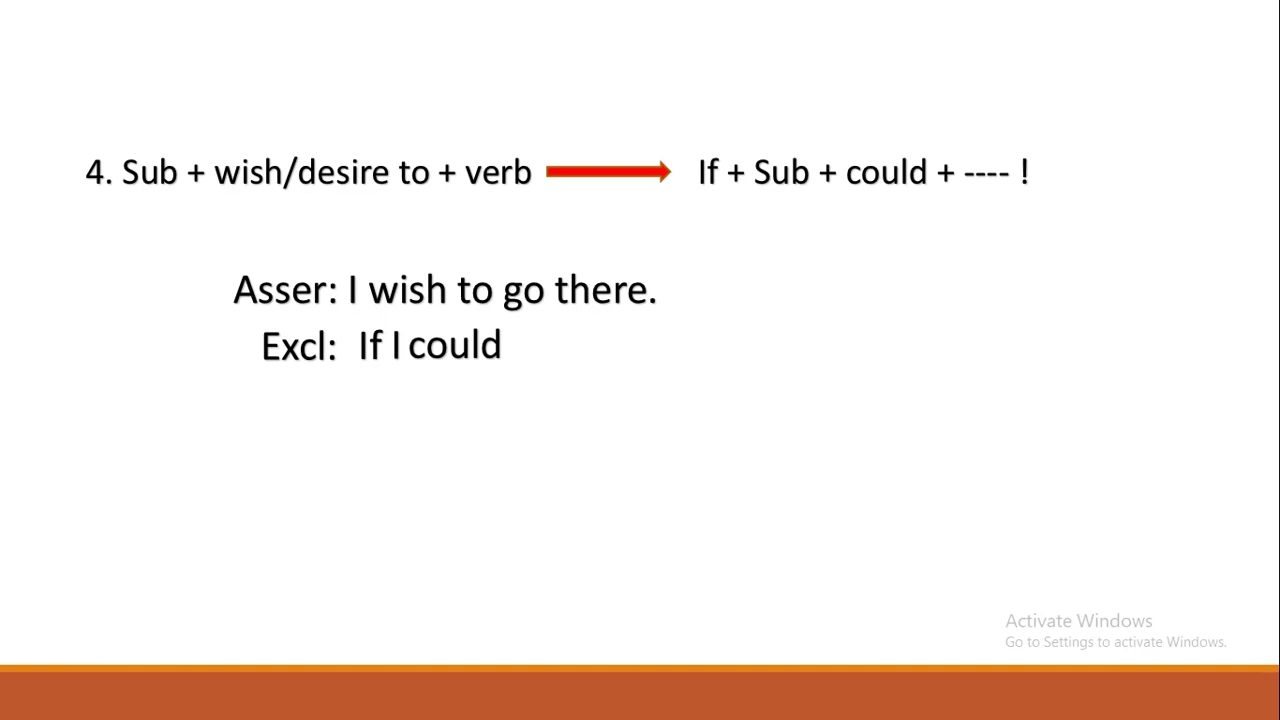 4. Sub + wish/desire to + verb If + Sub + could + ---- !
Asser: I wish to go there.
Excl: If I could
Activate Windows
Go to Settings to activate Windows.